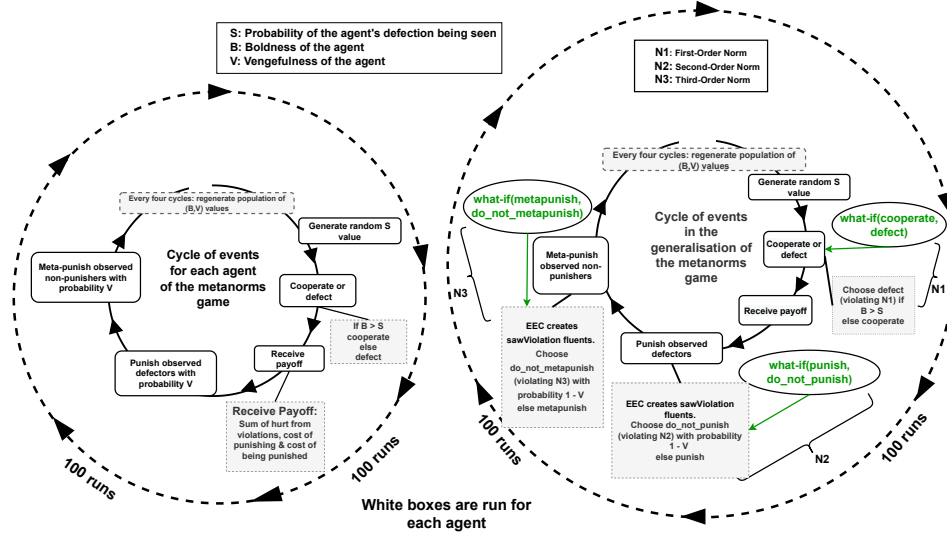 S: Probability of the agent's defection being seen
B: Boldness of the agent
V: Vengefulness of the agent
N1: First-Order Norm
N2: Second-Order Norm
N3: Third-Order Norm
Every four cycles: regenerate population of
(B,V) values
Generate random S
value
Cycle of events
for each agent
of the metanorms
game
Meta-punish observed
non-punishers with
probability V
Cooperate or
defect
If B > S
cooperate
else
defect
Receive
payoff
Punish observed
defectors with
probability V
Receive Payoff:
Sum of hurt from
violations, cost of
punishing & cost of
being punished
100 runs
100 runs
White boxes are run for
each agent
Every four cycles: regenerate population of
(B,V) values
Generate random S
value
what-if(metapunish,
do_not_metapunish)
what-if(cooperate,
defect)
Cycle of events
in the
generalisation of
the metanorms
game
Cooperate or
defect
Meta-punish
observed non-
punishers
N3
N1
Choose defect
(violating N1) if
B > S
else cooperate
Receive payoff
EEC creates
sawViolation fluents.
Choose
do_not_metapunish
(violating N3) with
probability 1 - V
else metapunish
Punish observed
defectors
what-if(punish,
do_not_punish)
EEC creates sawViolation
fluents.
Choose do_not_punish
(violating N2) with probability
1 - V
else punish
N2
100 runs
100 runs